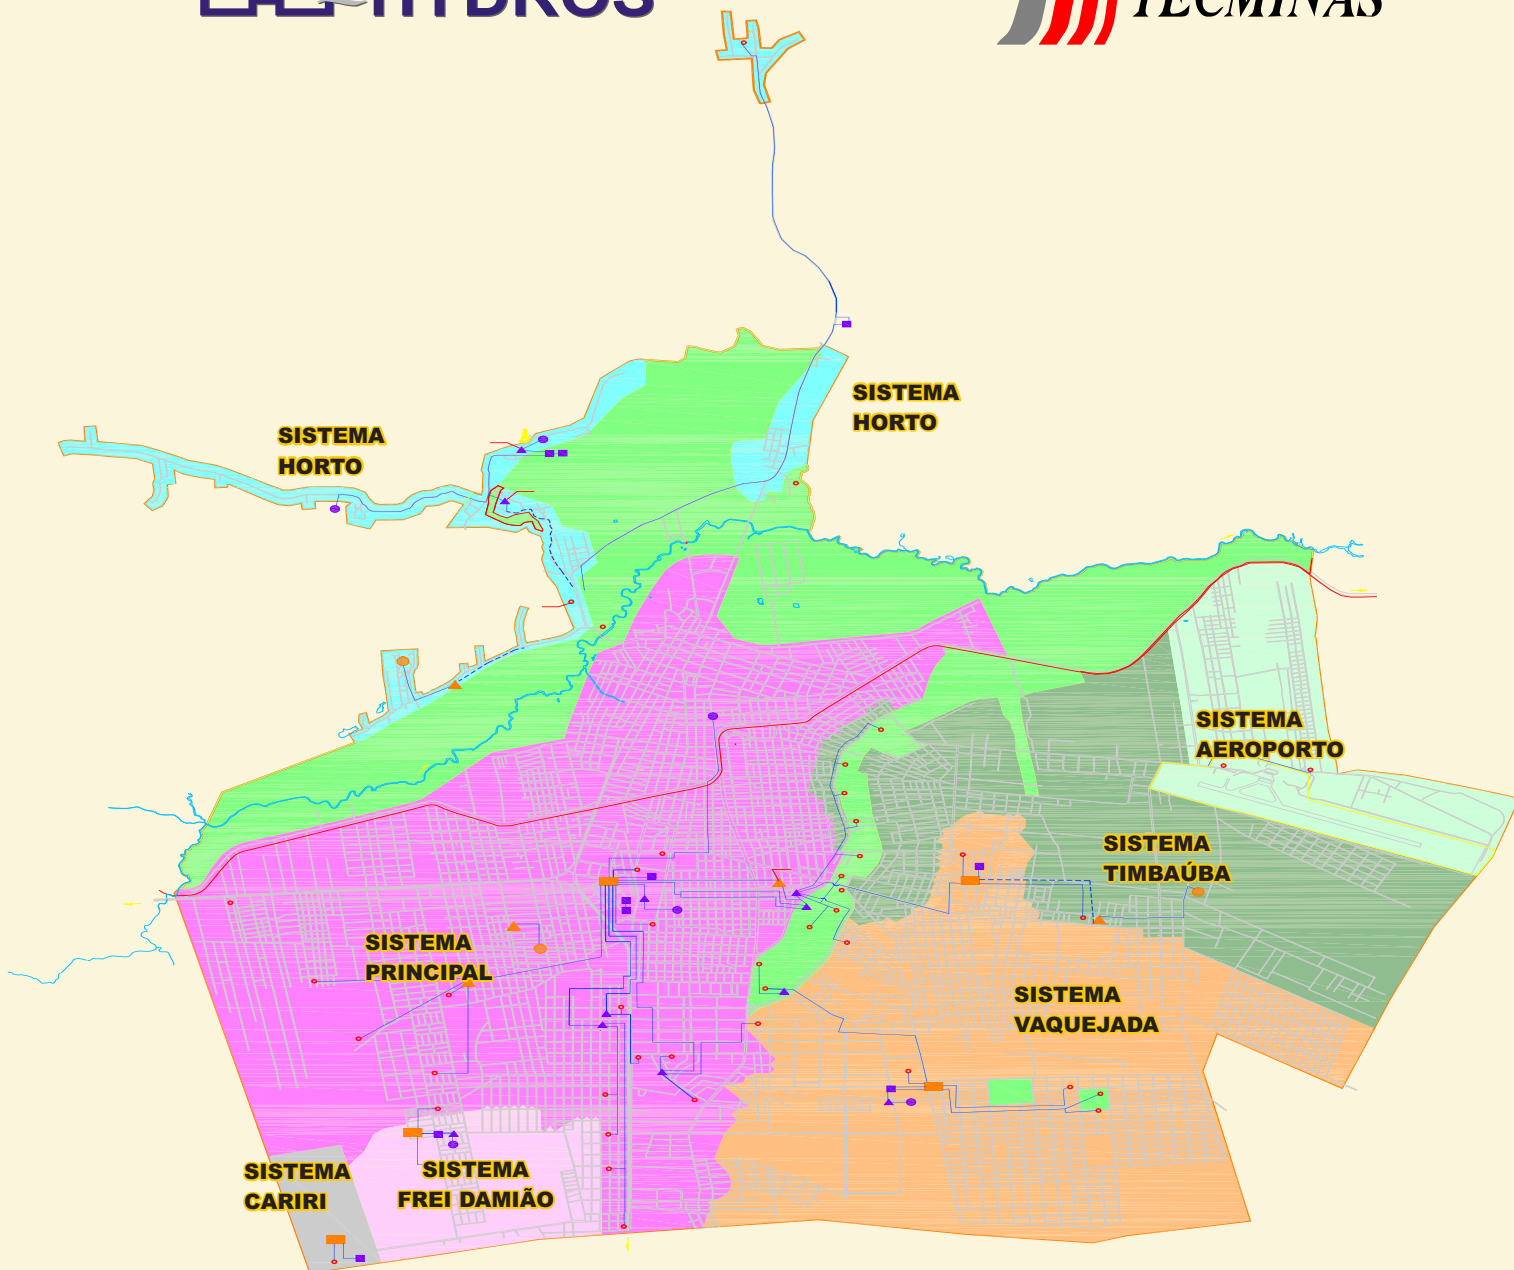 HYDROS
TECMINAS
SISTEMA
HORTO
SISTEMA
HORTO
SISTEMA
AEROPORTO
SISTEMA
TIMBAÚBA
SISTEMA
PRINCIPAL
SISTEMA
VAQUEJADA
SISTEMA
CARIRI
SISTEMA
FREI DAMIÃO